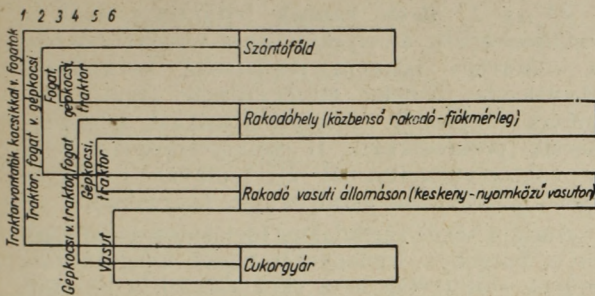 1 2 3 4 5 6
Traktorvontatók kocsikkal v. fogatok
Traktor, fogat v. gépkocsi
Fogat,
gépkocsi,
traktor
Gépkocsi v. traktor, fogat
Gépkocsi,
traktor
Vasut
Szántóföld
Rakodóhely (közbenső rakodó-fiókmérleg)
Rakodó vasuti állomáson (keskeny-nyomközű vasuton)
Cukorgyár